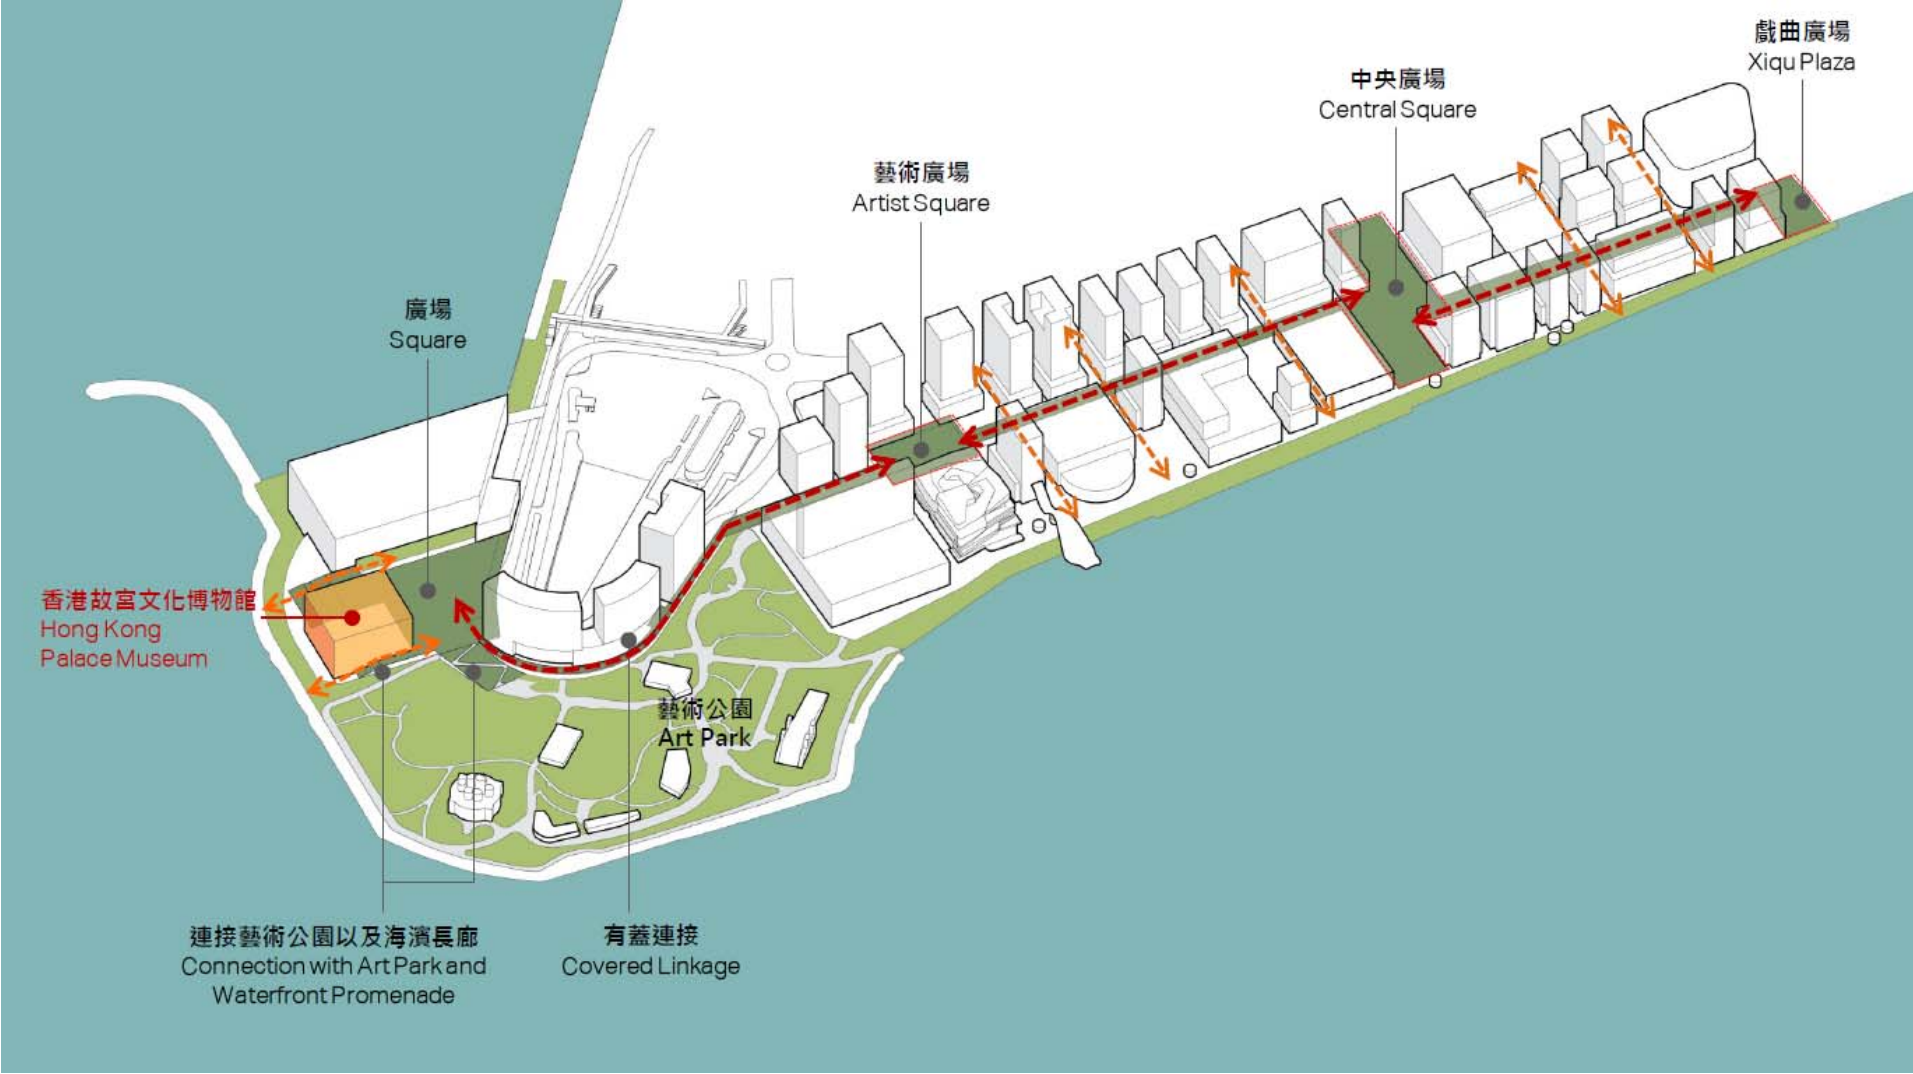 戲曲廣場
Xiqu Plaza
中央廣場
Central Square
藝術廣場
Artist Square
廣場
Square
香港故宮文化博物館
Hong Kong
Palace Museum
藝術公園
Art Park
連接藝術公園以及海濱長廊
Connection with Art Park and
Waterfront Promenade
有蓋連接
Covered Linkage